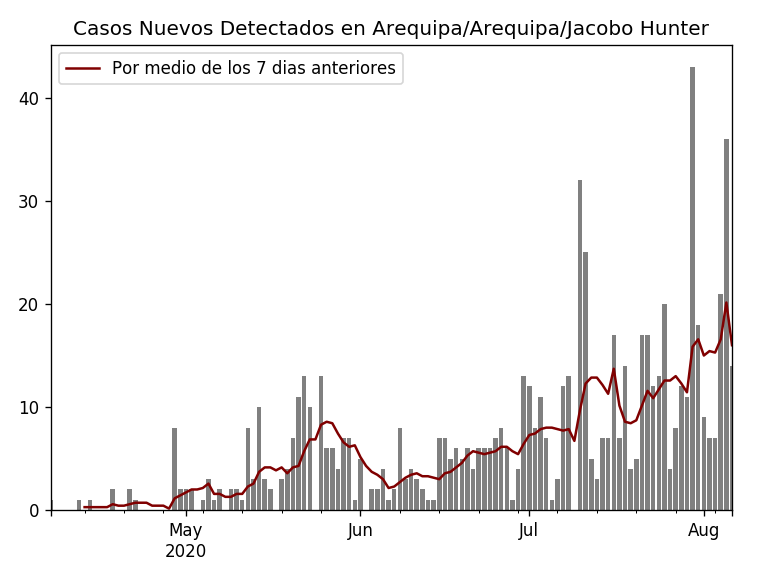 Casos Nuevos Detectados en Arequipa/Arequipa/Jacobo Hunter
Por medio de los 7 dias anteriores
40
30
20
10
0
May
2020
Jun
Jul
Aug